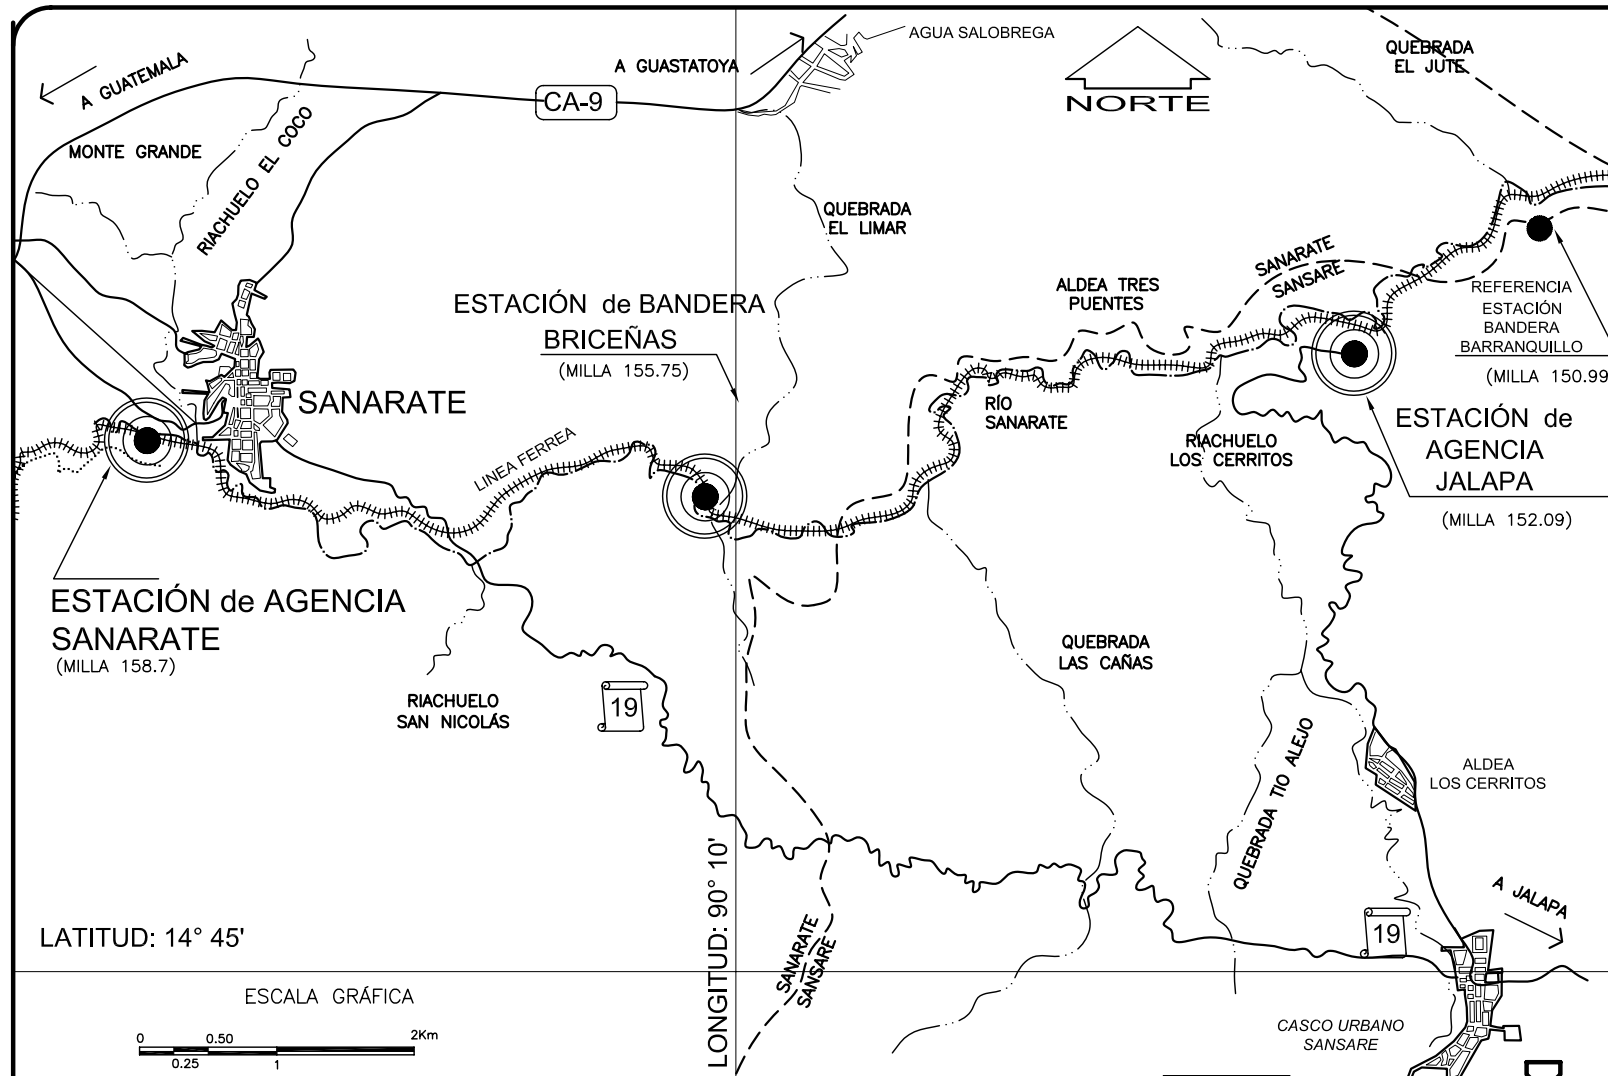 AGUA SALOBREGA
QUEBRADA
EL JUTE
A GUATEMALA
A GUASTATOYA
CA-9
NORTE
MONTE GRANDE
RIACHUELO EL COCO
QUEBRADA
EL LIMAR
SANARATE
SANSARE
ALDEA TRES
PUENTES
REFERENCIA
ESTACIÓN
BANDERA
BARRANQUILLO
(MILLA 150.99
ESTACIÓN de BANDERA
BRICEÑAS
(MILLA 155.75)
SANARATE
RÍO
SANARATE
RIACHUELO
LOS CERRITOS
ESTACIÓN de
AGENCIA
JALAPA
(MILLA 152.09)
LINEA FERREA
ESTACIÓN de AGENCIA
SANARATE
(MILLA 158.7)
RIACHUELO
SAN NICOLÁS
19
QUEBRADA
LAS CAÑAS
QUEBRADA TIO ALEJO
ALDEA
LOS CERRITOS
A JALAPA
19
LATITUD: 14° 45'
LONGITUD: 90° 10'
SANARATE
SANSARE
ESCALA GRÁFICA
0 0.50 2Km
0.25 1
CASCO URBANO
SANSARE